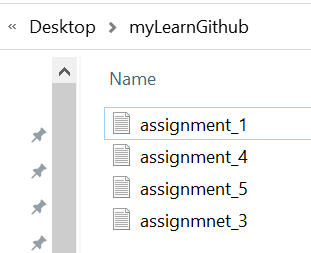 « Desktop > myLearnGithub
Name
assignment_1
assignment_4
assignment_5
assignmnet_3